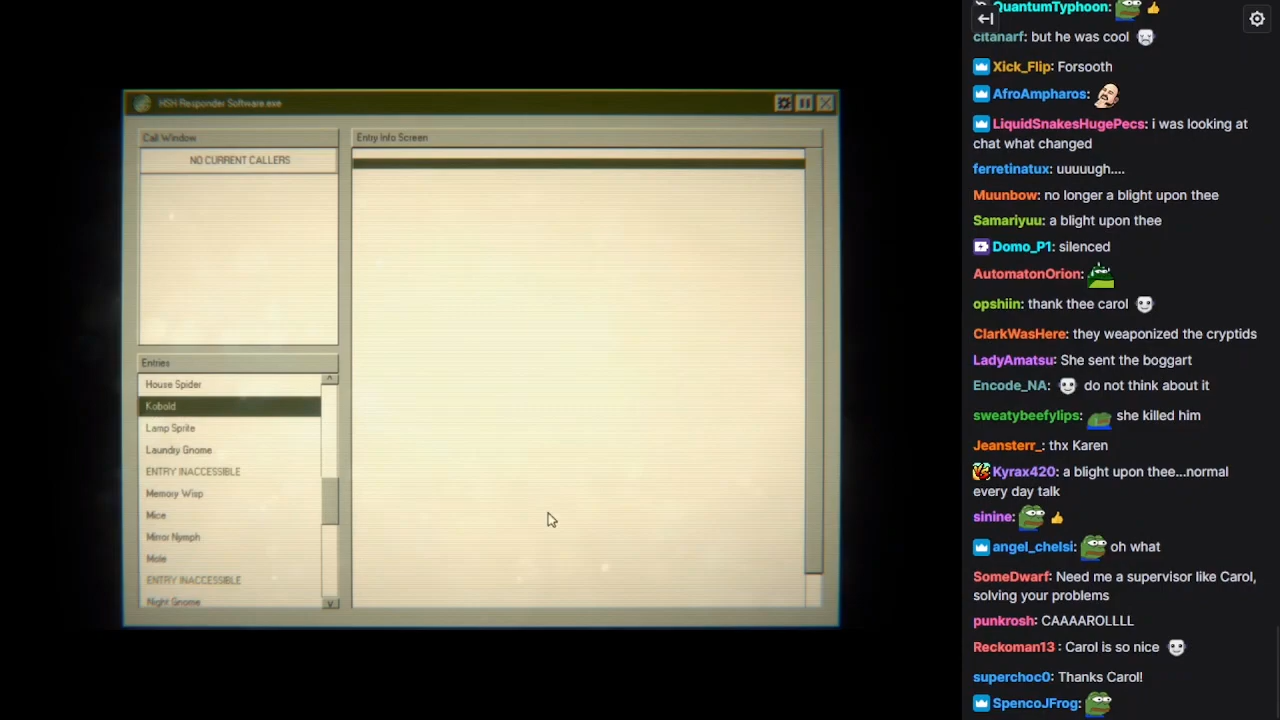 HSH Responder Software.exe
Call Window
NO CURRENT CALLERS
Entry Info Screen
Entries
House Spider
Kobold
Lamp Sprite
Laundry Gnome
ENTRY INACCESSIBLE
Memory Wisp
Mice
Mirror Nymph
Mole
ENTRY INACCESSIBLE
Night Gnome
QuantumTyphoon:
citanarf: but he was cool
Xick_Flip: Forsooth
AfroAmpharos:
LiquidSnakesHugePecs: i was looking at
chat what changed
ferretinatux: uuuuugh....
Muunbow: no longer a blight upon thee
Samariyuu: a blight upon thee
Domo_P1: silenced
AutomatonOrion:
opshiin: thank thee carol
ClarkWasHere: they weaponized the cryptids
LadyAmatsu: She sent the boggart
Encode_NA: do not think about it
sweatybeefylips: she killed him
Jeansterr_: thx Karen
Kyrax420: a blight upon thee...normal
every day talk
sinine:
angel_chelsi: oh what
SomeDwarf: Need me a supervisor like Carol,
solving your problems
punkrosh: CAAAAROLLLL
Reckoman13 : Carol is so nice
superchoc0: Thanks Carol!
SpencoJFrog: